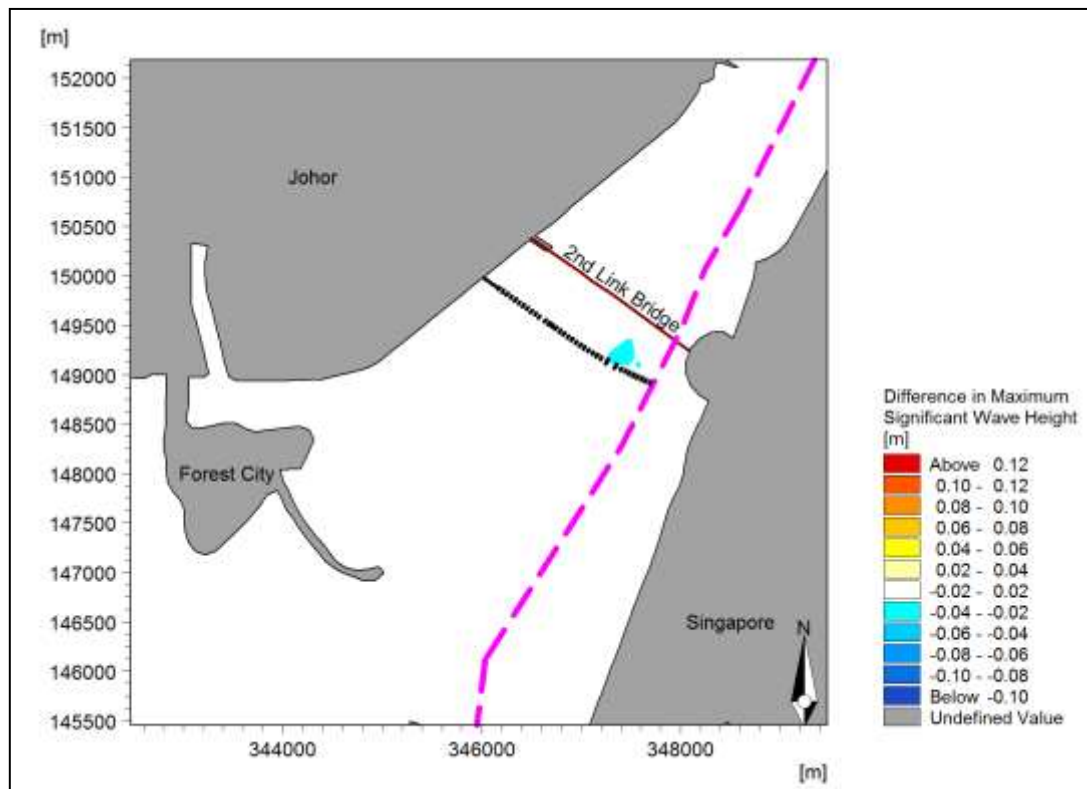 [m]
152000
151500
151000
150500
150000
149500
149000
148500
148000
147500
147000
146500
146000
145500
Johor
2nd Link Bridge
Forest City
Singapore
N
344000
346000
348000
[m]
Difference in Maximum
Significant Wave Height
[m]
Above 0.12
0.10 - 0.12
0.08 - 0.10
0.06 - 0.08
0.04 - 0.06
0.02 - 0.04
-0.02 - 0.02
-0.04 - -0.02
-0.06 - -0.04
-0.08 - -0.06
-0.10 - -0.08
Below -0.10
Undefined Value